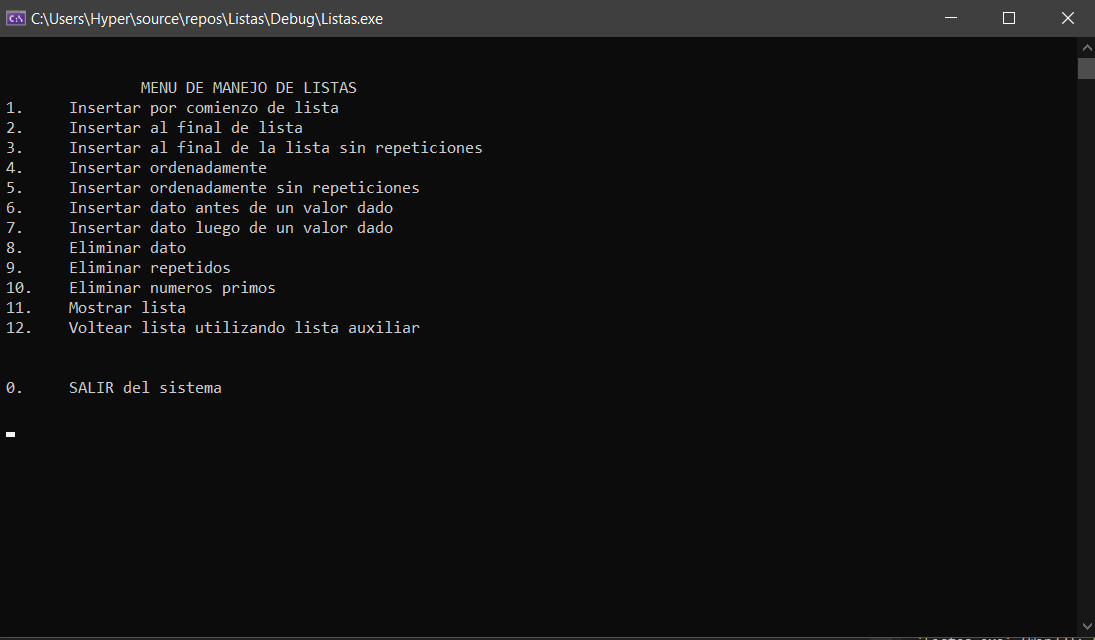 C:\Users\Hyper\source\repos\Listas\Debug\Listas.exe
MENU DE MANEJO DE LISTAS
1. Insertar por comienzo de lista
2. Insertar al final de lista
3. Insertar al final de la lista sin repeticiones
4. Insertar ordenadamente
5. Insertar ordenadamente sin repeticiones
6. Insertar dato antes de un valor dado
7. Insertar dato luego de un valor dado
8. Eliminar dato
9. Eliminar repetidos
10. Eliminar numeros primos
11. Mostrar lista
12. Voltear lista utilizando lista auxiliar
0. SALIR del sistema